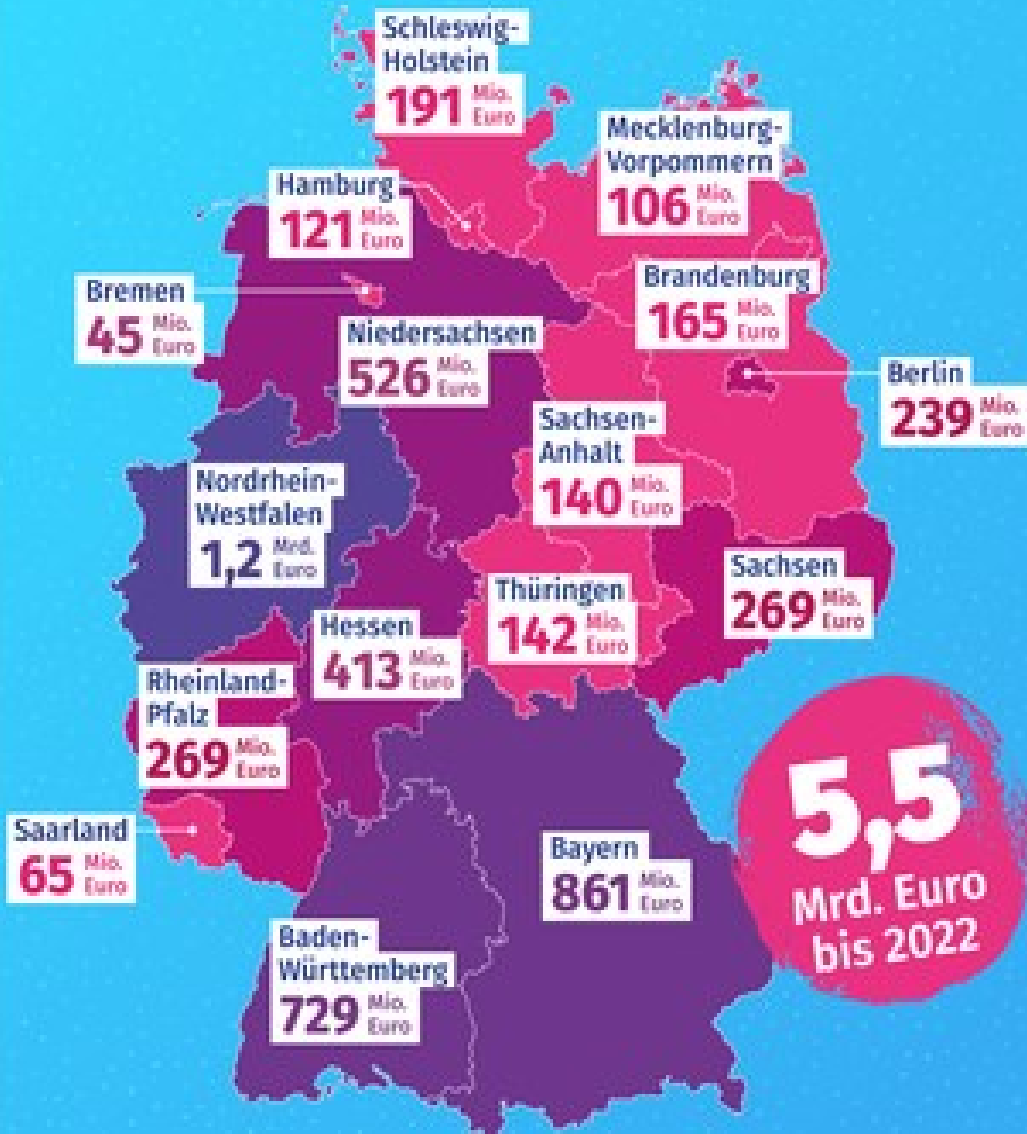 Schleswig-
Holstein
191 Mio.
Euro
Mecklenburg-
Vorpommern
106 Mio.
Euro
Hamburg
121 Mio.
Euro
Brandenburg
165 Mio.
Euro
Bremen
45 Mio.
Euro
Niedersachsen
526 Mio.
Euro
Berlin
239 Mio.
Euro
Sachsen-
Anhalt
140 Mio.
Euro
Nordrhein-
Westfalen
1,2 Mrd.
Euro
Sachsen
269 Mio.
Euro
Thüringen
142 Mio.
Euro
Hessen
413 Mio.
Euro
Rheinland-
Pfalz
269 Mio.
Euro
Saarland
65 Mio.
Euro
Bayern
861 Mio.
Euro
Baden-
Württemberg
729 Mio.
Euro
5,5
Mrd. Euro
bis 2022